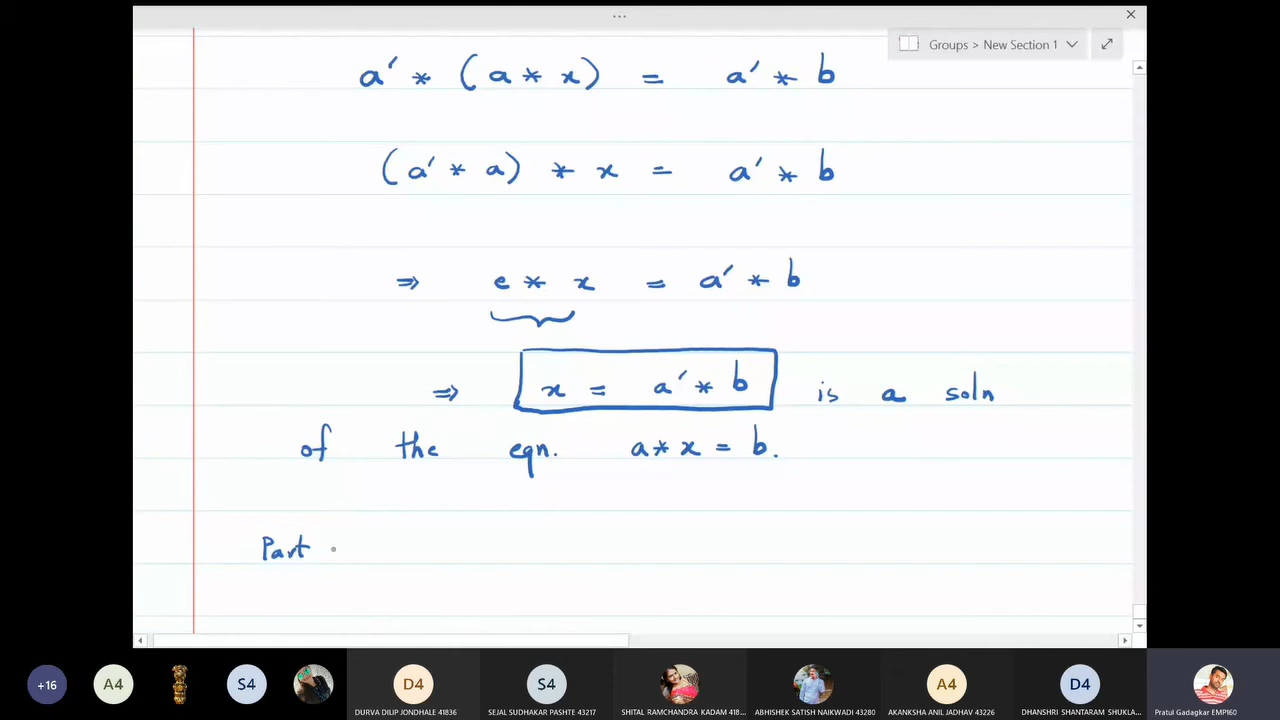 ...
Groups > New Section 1
a' * (a * x) = a' * b
(a' * a) * x = a' * b
⇒ e * x = a' * b
⇒ x = a' * b is a soln
of the eqn. a * x = b.
Part
+16
A4
S4
D4
S4
A4
D4
DURVA DILIP JONDHALE 41836
SEJAL SUDHAKAR PASHTE 43217
SHITAL RAMCHANDRA KADAM 418...
ABHISHEK SATISH NAIKWADI 43280
AKANKSHA ANIL JADHAV 43226
DHANSHRI SHANTARAM SHUKLA...
Pratul Gadagkar EMP160